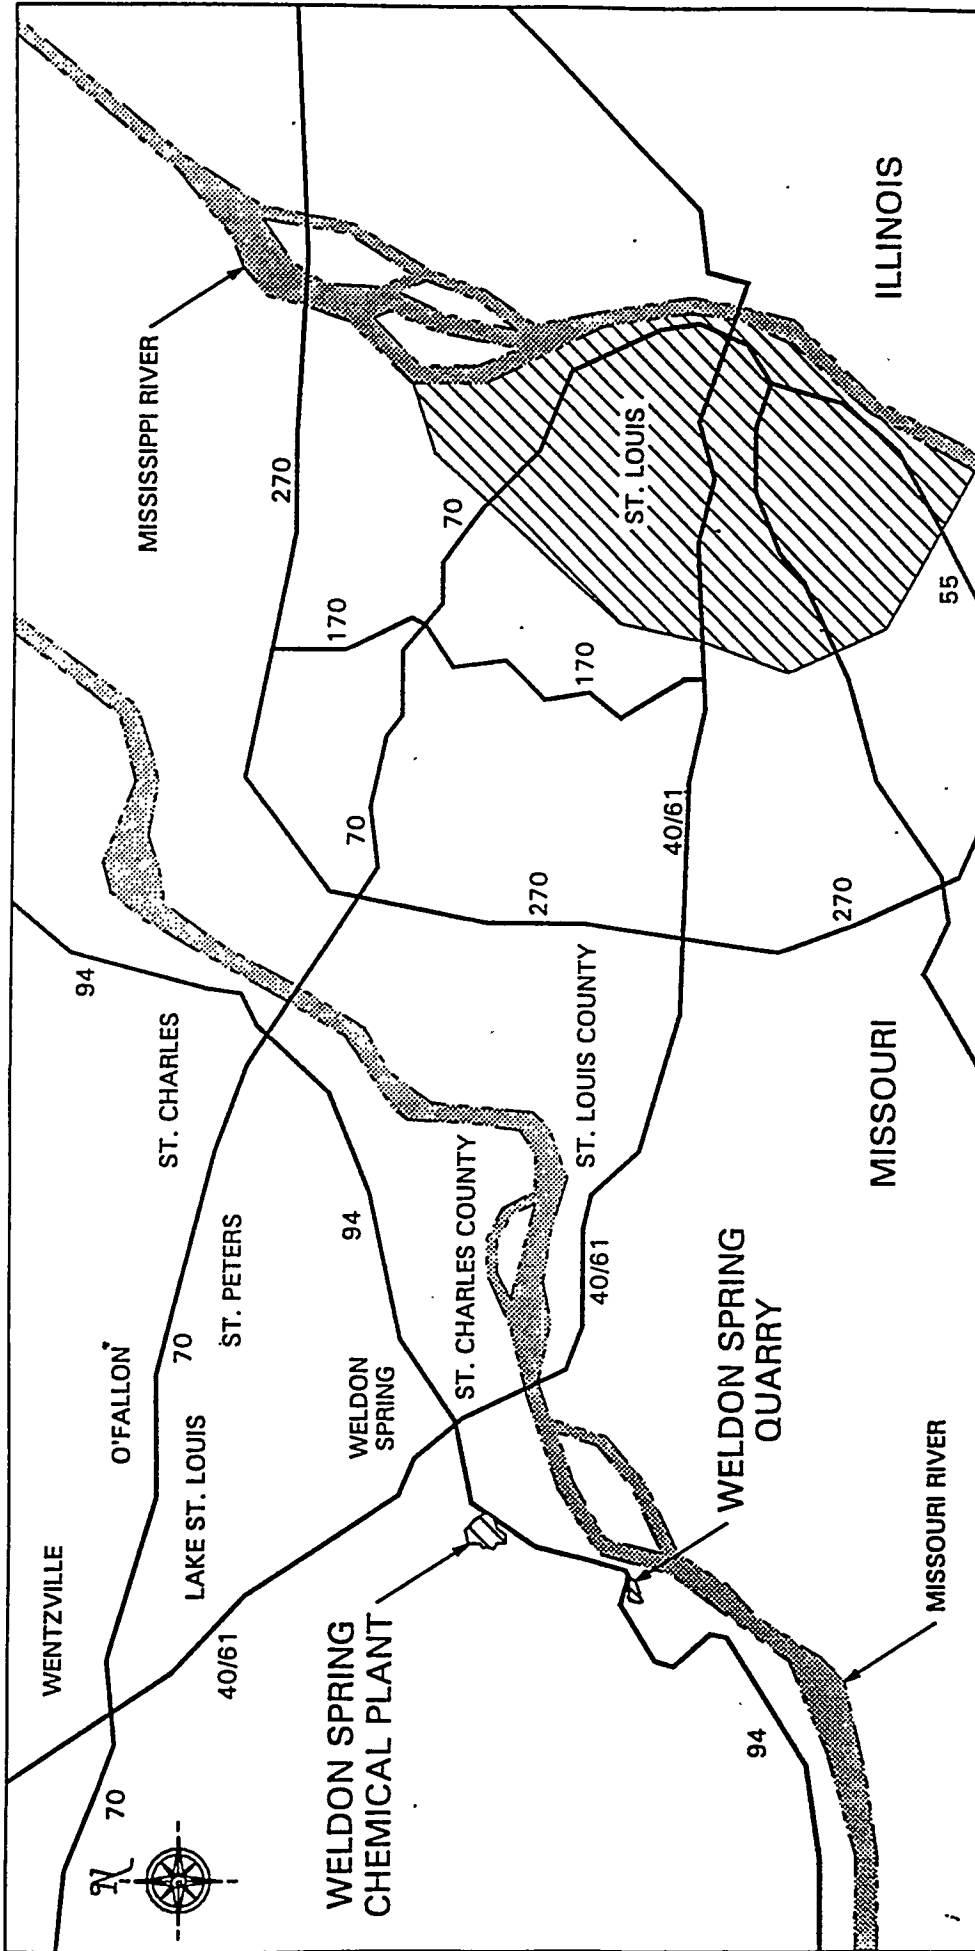 WENTZVILLE
94
N
70
O'FALLON
MISSISSIPPI RIVER
ST. CHARLES
70
LAKE ST. LOUIS
40/61
ST. PETERS
270
WELDON SPRING
CHEMICAL PLANT
170
94
70
WELDON
SPRING
ST. CHARLES COUNTY
70
270
ST. LOUIS COUNTY
170
40/61
ST. LOUIS
40/61
WELDON SPRING
QUARRY
94
270
MISSOURI
ILLINOIS
MISSOURI RIVER
55